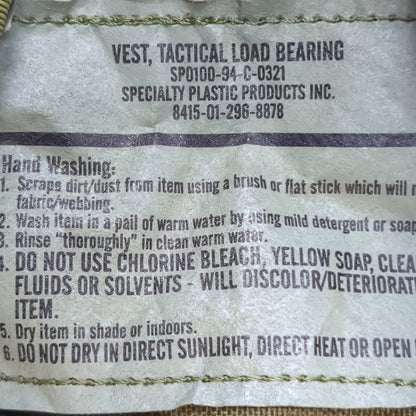 VEST, TACTICAL LOAD BEARING
SPO100-94-C-0321
SPECIALTY PLASTIC PRODUCTS INC.
8415-01-296-8878
Hand Washing:
1. Scraps dirt/dust from item using a brush or flat stick which will
fabric/webbing.
2. Wash item in a pail of warm water by using mild detergent or soap
3. Rinse "thoroughly" in clean warm water.
4. DO NOT USE CHLORINE BLEACH, YELLOW SOAP,
FLUIDS OR SOLVENTS - WILL DISCOLOR/DETERIORAT
ITEM.
5. Dry item in shade or indoors.
6. DO NOT DRY IN DIRECT SUNLIGHT, DIRECT HEAT OR OPEN